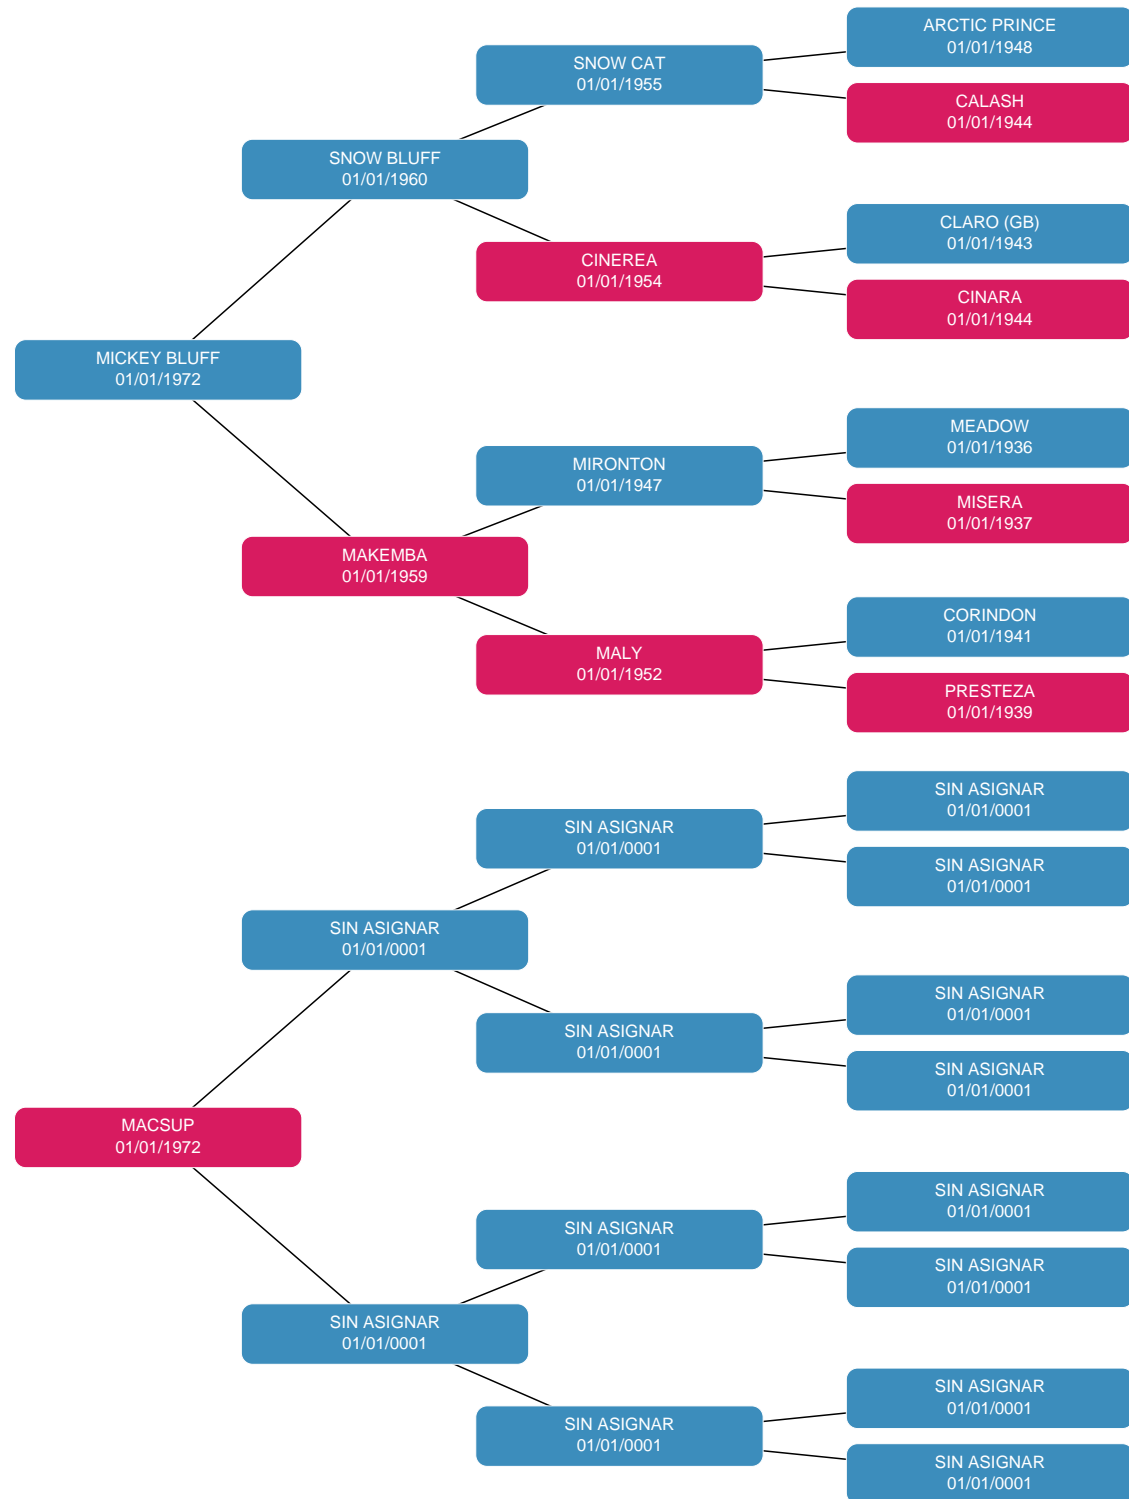 ARCTIC PRINCE
01/01/1948
SNOW CAT
01/01/1955
CALASH
01/01/1944
SNOW BLUFF
01/01/1960
CLARO (GB)
01/01/1943
CINEREA
01/01/1954
CINARA
01/01/1944
MICKEY BLUFF
01/01/1972
MEADOW
01/01/1936
MIRONTON
01/01/1947
MISERA
01/01/1937
MAKEMBA
01/01/1959
CORINDON
01/01/1941
MALY
01/01/1952
PRESTEZA
01/01/1939
SIN ASIGNAR
01/01/0001
SIN ASIGNAR
01/01/0001
SIN ASIGNAR
01/01/0001
SIN ASIGNAR
01/01/0001
SIN ASIGNAR
01/01/0001
SIN ASIGNAR
01/01/0001
SIN ASIGNAR
01/01/0001
MACSUP
01/01/1972
SIN ASIGNAR
01/01/0001
SIN ASIGNAR
01/01/0001
SIN ASIGNAR
01/01/0001
SIN ASIGNAR
01/01/0001
SIN ASIGNAR
01/01/0001
SIN ASIGNAR
01/01/0001
SIN ASIGNAR
01/01/0001